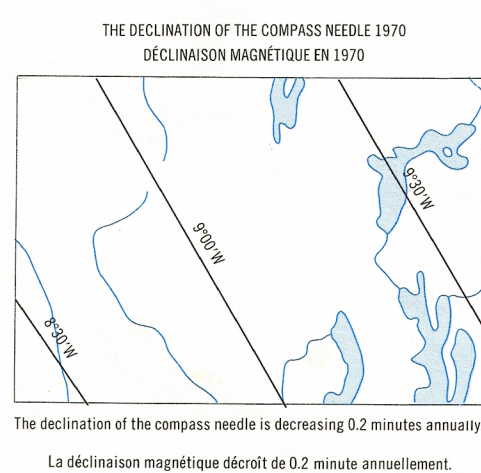 THE DECLINATION OF THE COMPASS NEEDLE 1970
DÉCLINAISON MAGNÉTIQUE EN 1970
9°30'W
9°00'W
8°30'W
The declination of the compass needle is decreasing 0.2 minutes annually
La déclinaison magnétique décroît de 0.2 minute annuellement.